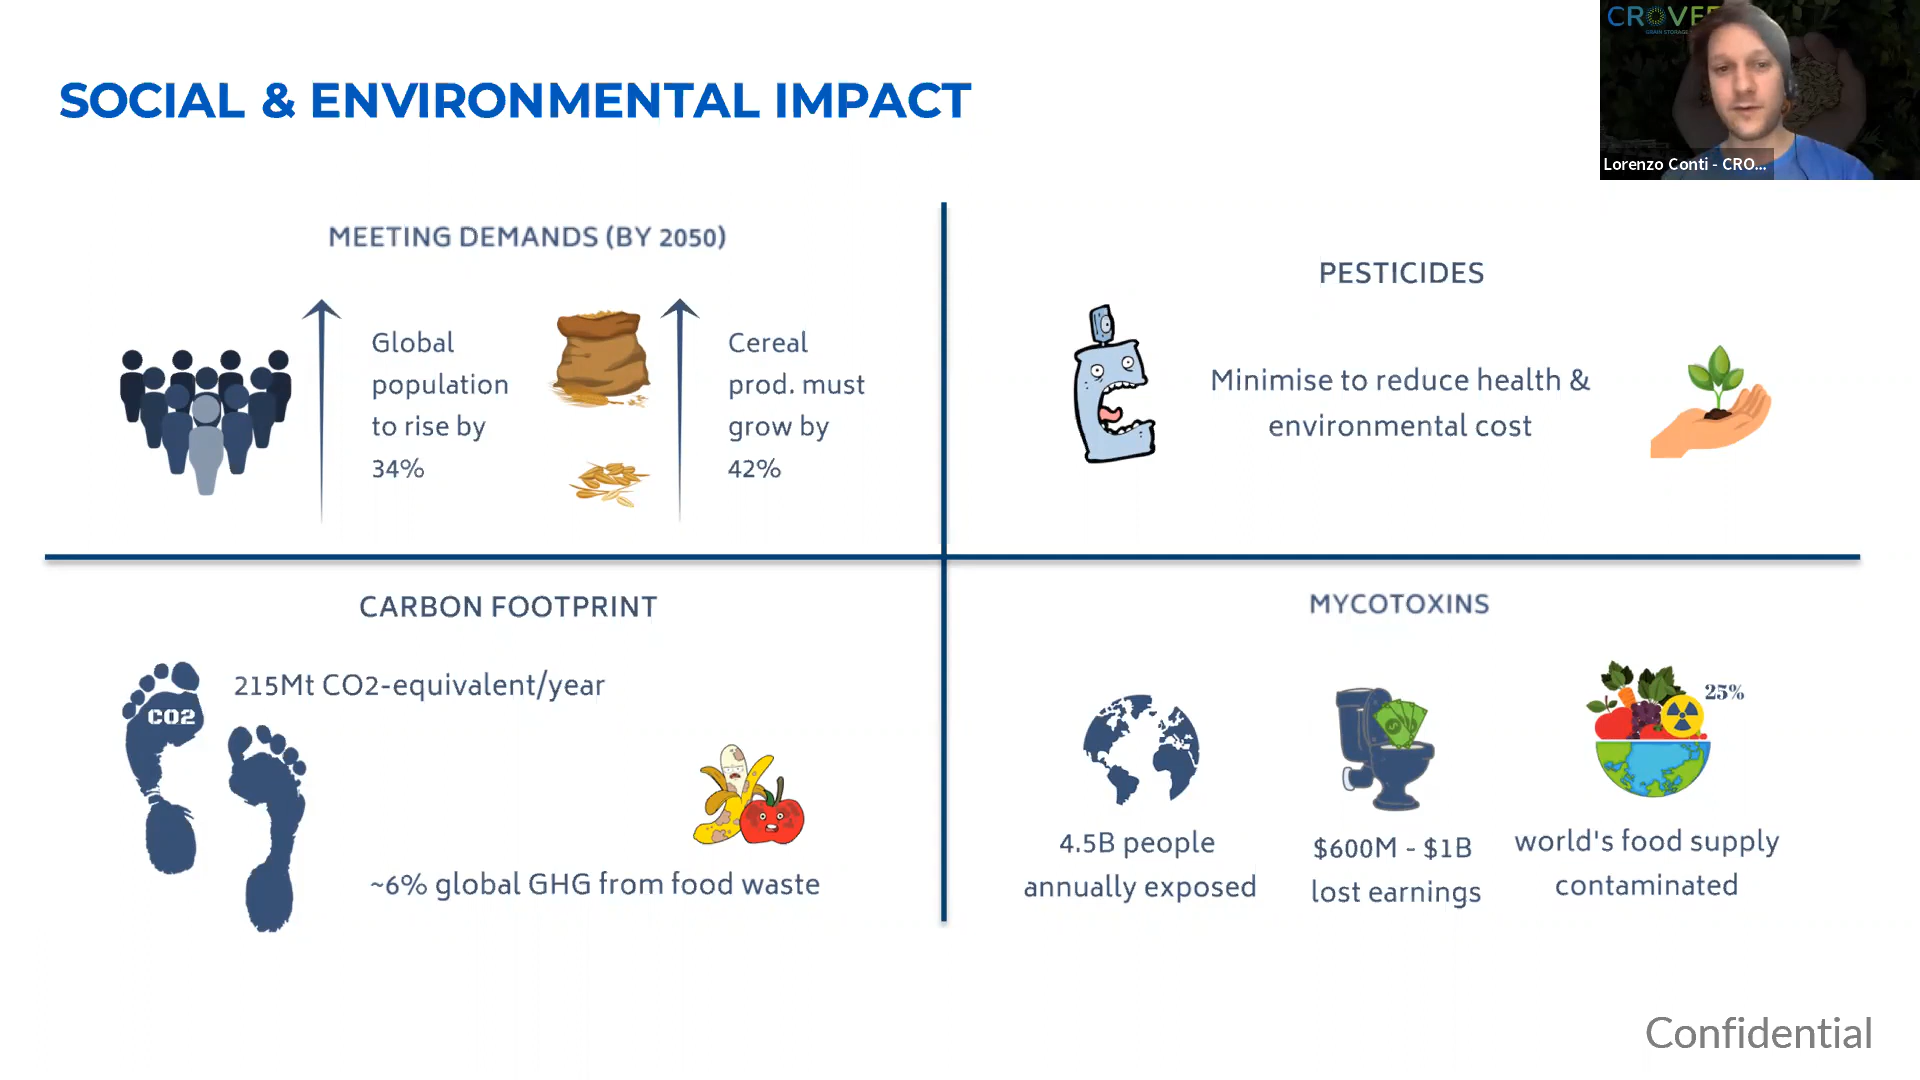 CROVE
GRAIN STORAGE
Lorenzo Conti - CRO...
SOCIAL & ENVIRONMENTAL IMPACT
MEETING DEMANDS (BY 2050)
Global
population
to rise by
34%
Cereal
prod. must
grow by
42%
PESTICIDES
Minimise to reduce health &
environmental cost
CARBON FOOTPRINT
CO2
215Mt CO2-equivalent/year
~6% global GHG from food waste
MYCOTOXINS
4.5B people
annually exposed
$600M - $1B
lost earnings
25%
world's food supply
contaminated
Confidential